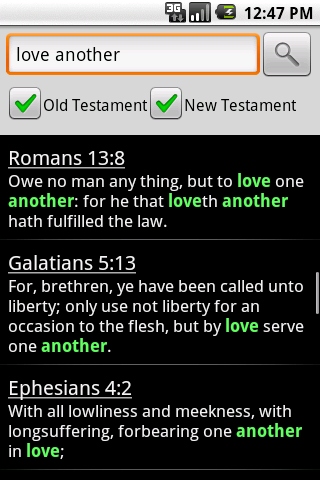 3G 12:47 PM
love another
Old Testament New Testament
Romans 13:8
Owe no man any thing, but to love one
another: for he that loveth another
hath fulfilled the law.
Galatians 5:13
For, brethren, ye have been called unto
liberty; only use not liberty for an
occasion to the flesh, but by love serve
one another.
Ephesians 4:2
With all lowliness and meekness, with
longsuffering, forbearing one another
in love;